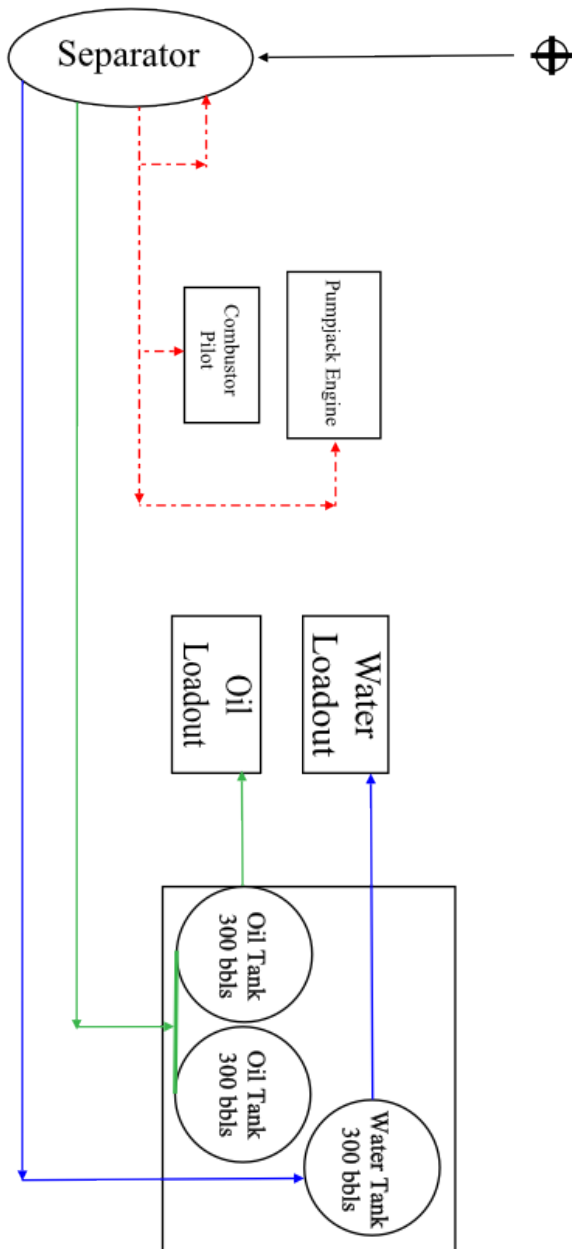 Separator
Pumpjack Engine
Combustor
Pilot
Water
Loadout
Oil
Loadout
Oil Tank
300 bbls
Oil Tank
300 bbls
Water Tank
300 bbls